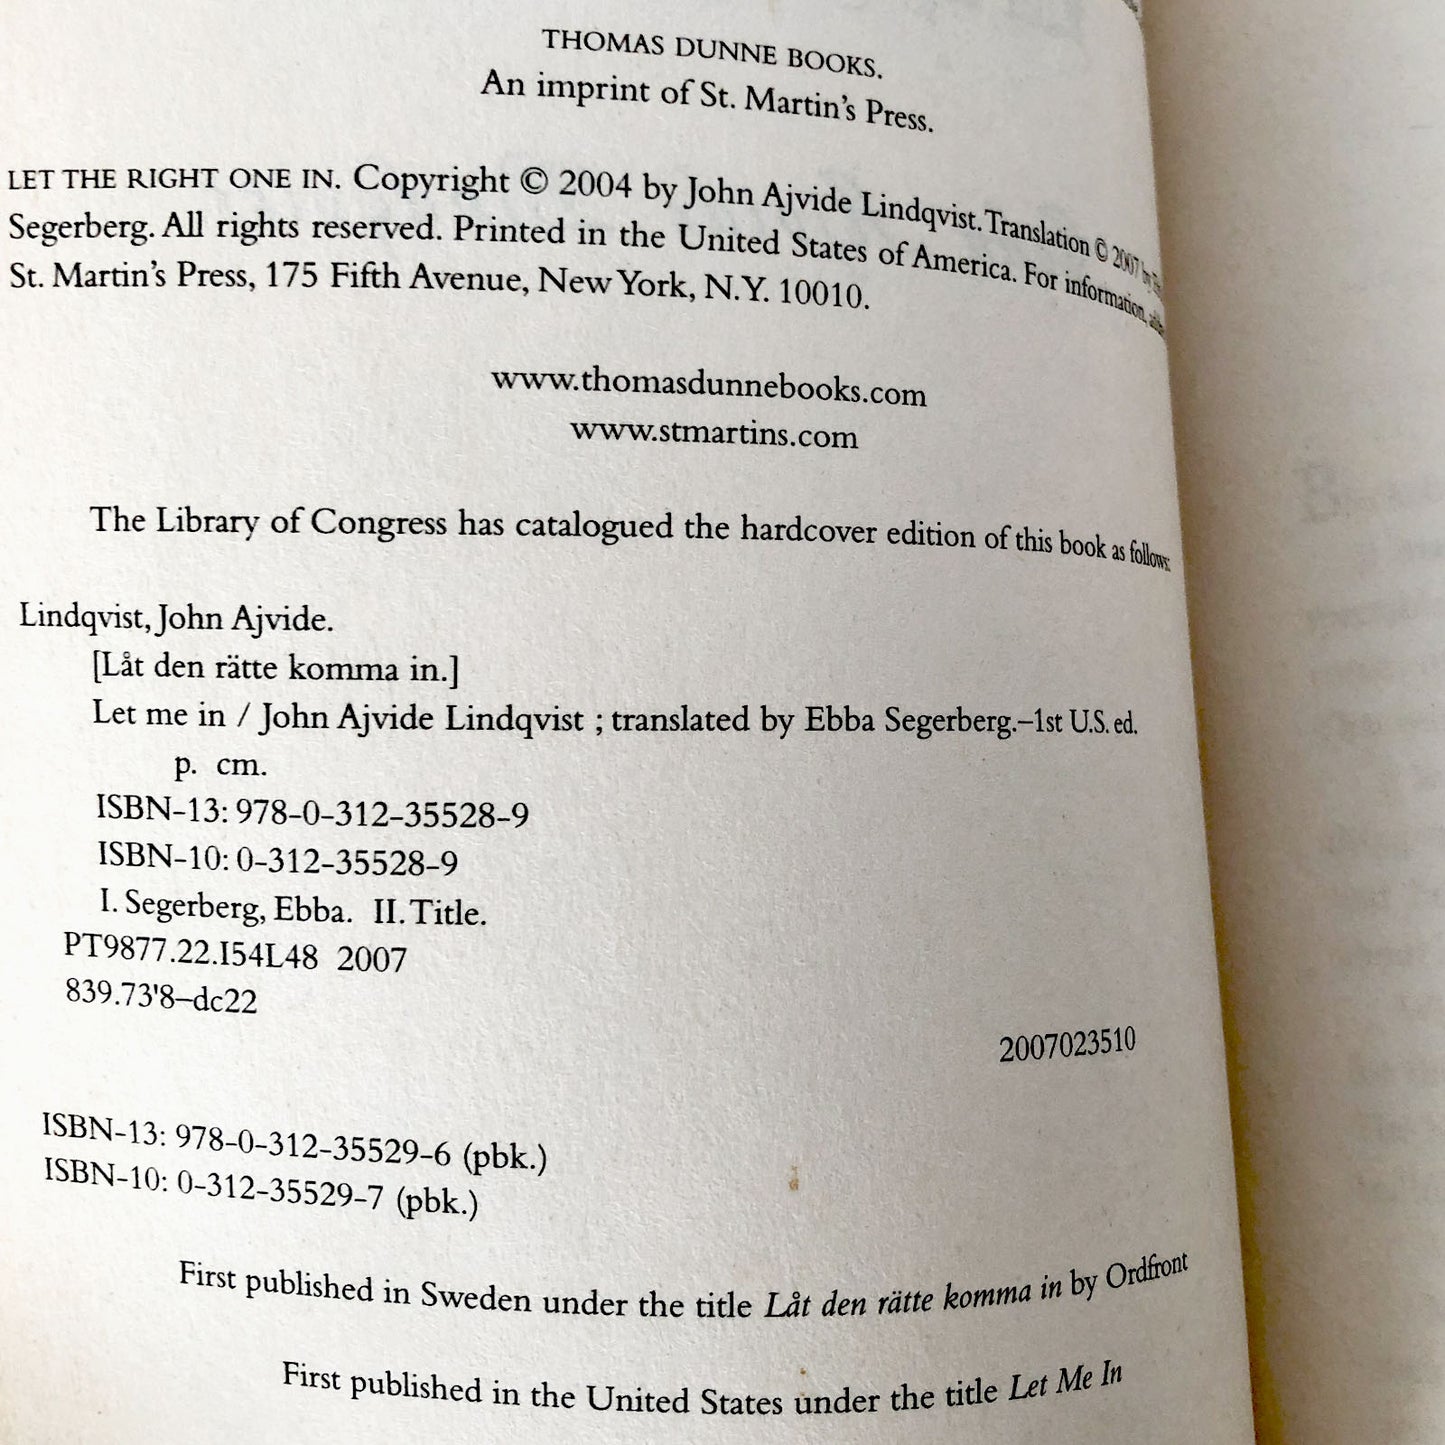 THOMAS DUNNE BOOKS.
An imprint of St. Martin's Press.
LET THE RIGHT ONE IN. Copyright © 2004 by John Ajvide Lindqvist. Translation © 2007 by
Segerberg. All rights reserved. Printed in the United States of America. For information,
St. Martin's Press, 175 Fifth Avenue, New York, N.Y. 10010.
www.thomasdunnebooks.com
www.stmartins.com
The Library of Congress has catalogued the hardcover edition of this book as follows:
Lindqvist, John Ajvide.
[Låt den rätte komma in.]
Let me in / John Ajvide Lindqvist ; translated by Ebba Segerberg.–1st U.S. ed.
p. cm.
ISBN-13: 978-0-312-35528-9
ISBN-10: 0-312-35528-9
I. Segerberg, Ebba. II. Title.
PT9877.22.I54L48 2007
839.73'8–dc22
2007023510
ISBN-13: 978-0-312-35529-6 (pbk.)
ISBN-10: 0-312-35529-7 (pbk.)
First published in Sweden under the title Låt den rätte komma in by Ordfront
First published in the United States under the title Let Me In